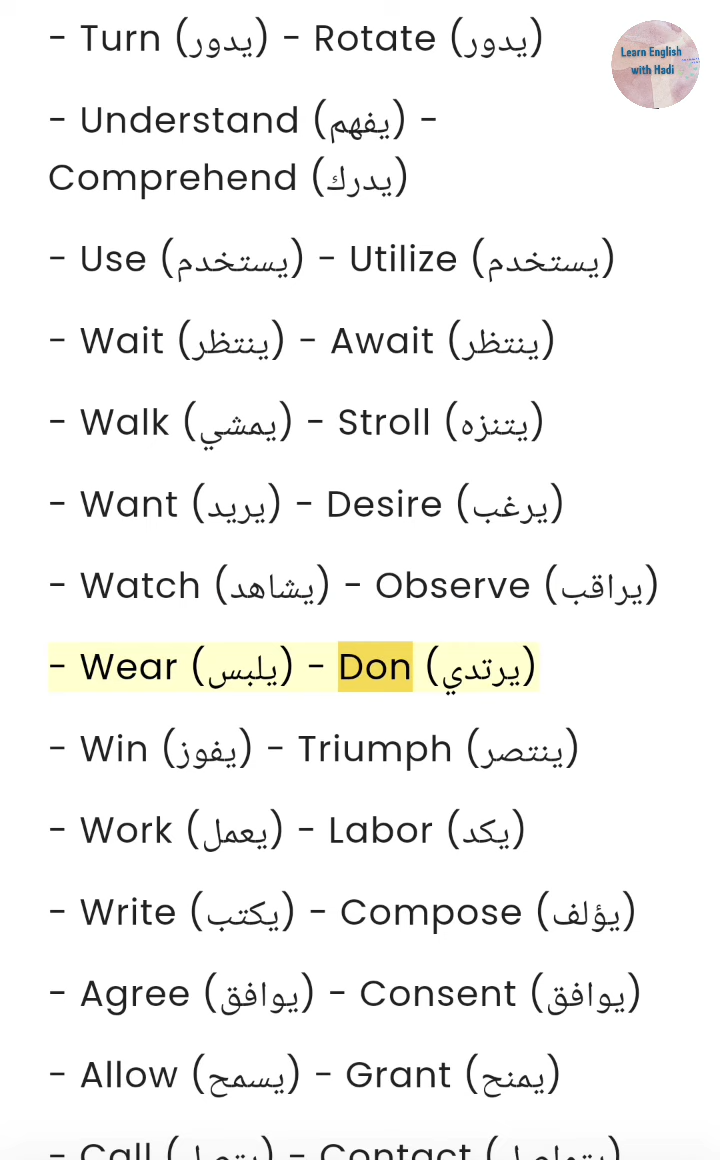 - Turn (يدور) - Rotate (يدور)
Learn English
with Hadi
- Understand (يفهم) -
Comprehend (يدرك)
- Use (يستخدم) - Utilize (يستخدم)
- Wait (ينتظر) - Await (ينتظر)
- Walk (يمشي) - Stroll (يتنزه)
- Want (يريد) - Desire (يرغب)
- Watch (يشاهد) - Observe (يراقب)
- Wear (يلبس) - Don (يرتدي)
- Win (يفوز) - Triumph (ينتصر)
- Work (يعمل) - Labor (يكد)
- Write (يكتب) - Compose (يؤلف)
- Agree (يوافق) - Consent (يوافق)
- Allow (يسمح) - Grant (يمنح)
- Call (يتصل) - Contact (يتواصل)